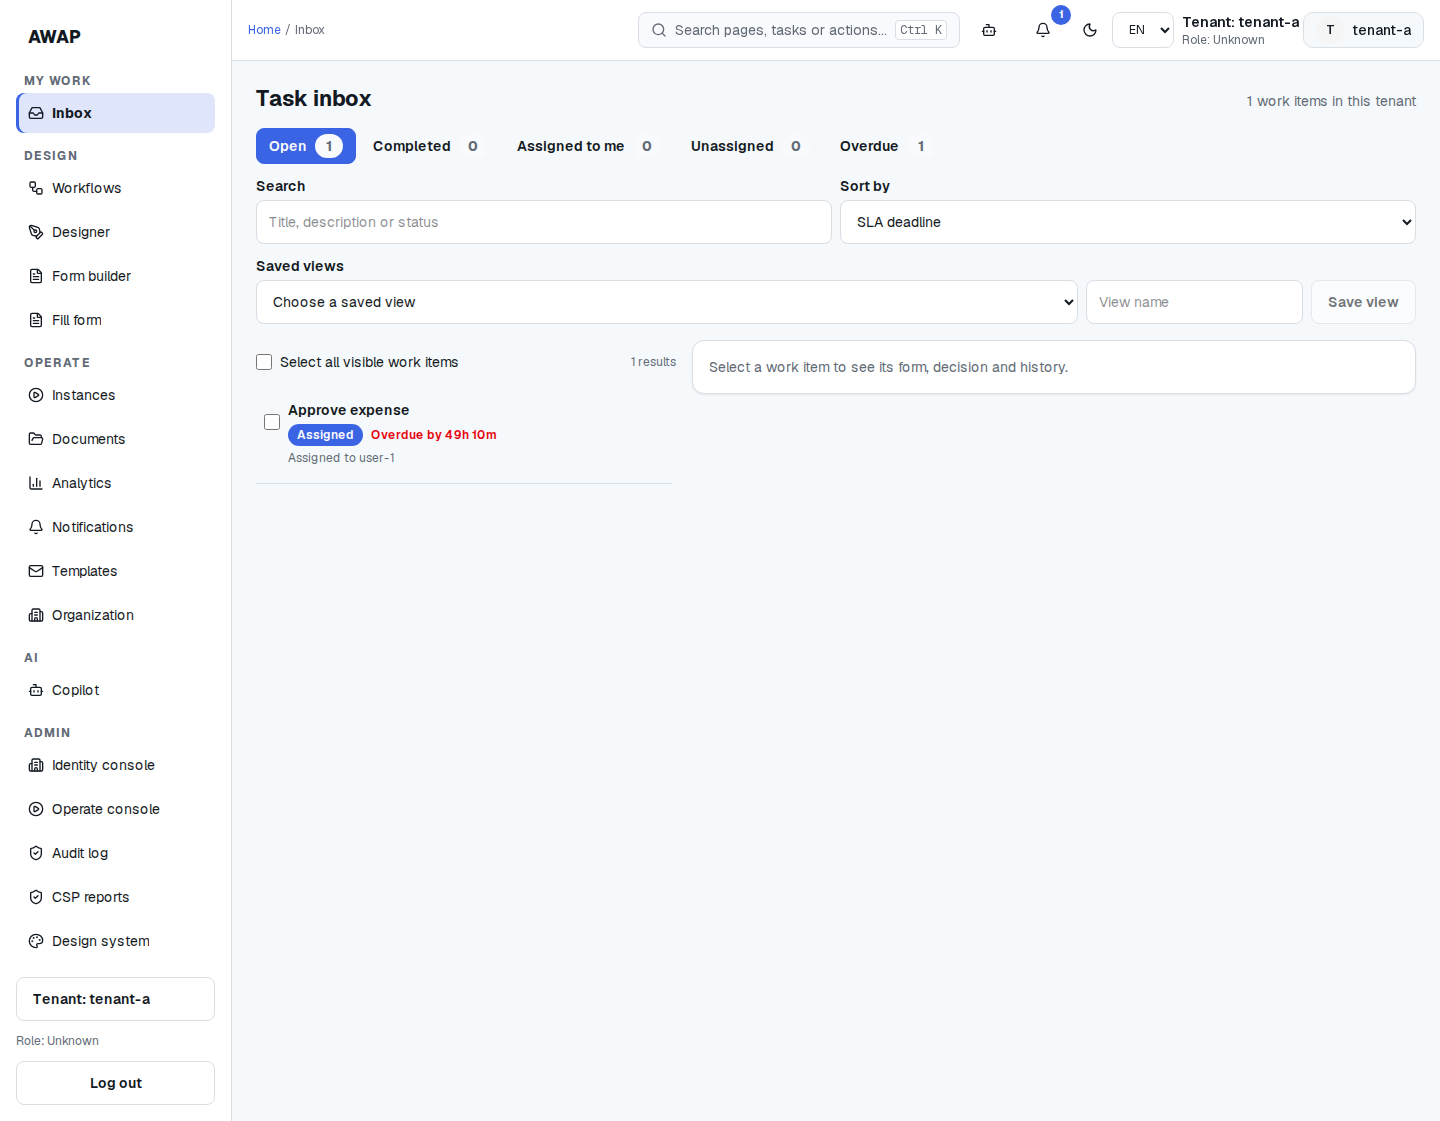 AWAP
MY WORK
Inbox
DESIGN
Workflows
Designer
Form builder
Fill form
OPERATE
Instances
Documents
Analytics
Notifications
Templates
Organization
AI
Copilot
ADMIN
Identity console
Operate console
Audit log
CSP reports
Design system
Tenant: tenant-a
Role: Unknown
Log out
Home / Inbox
Search pages, tasks or actions... Ctrl K
1
EN
Tenant: tenant-a
Role: Unknown
T tenant-a
Task inbox
1 work items in this tenant
Open 1 Completed 0 Assigned to me 0 Unassigned 0 Overdue 1
Search
Title, description or status
Sort by
SLA deadline
Saved views
Choose a saved view
View name
Save view
Select all visible work items
1 results
Approve expense
Assigned Overdue by 49h 10m
Assigned to user-1
Select a work item to see its form, decision and history.